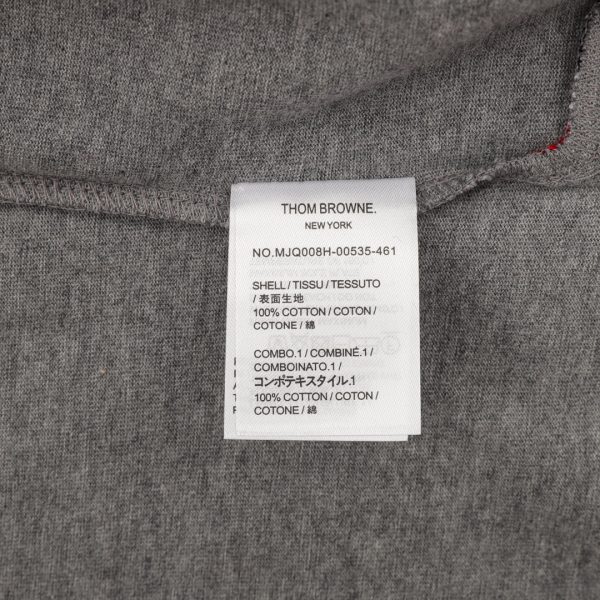 THOM BROWNE.
NEW YORK
NO.MJQ008H-00535-461
SHELL / TISSU / TESSUTO
/ 表面生地
100% COTTON / COTON /
COTONE / 綿
COMBO.1 / COMBINÉ.1 /
COMBOINATO.1 /
コンポテキスタイル.1
100% COTTON / COTON /
COTONE / 綿